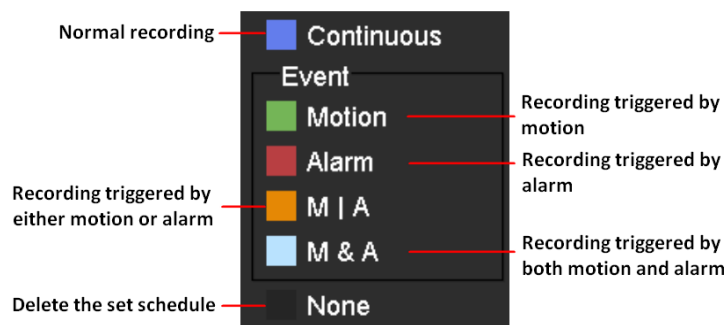 Normal recording
Continuous
Event
Motion
Recording triggered by
motion
Alarm
Recording triggered by
alarm
Recording triggered by
either motion or alarm
M | A
M & A
Recording triggered by
both motion and alarm
Delete the set schedule
None